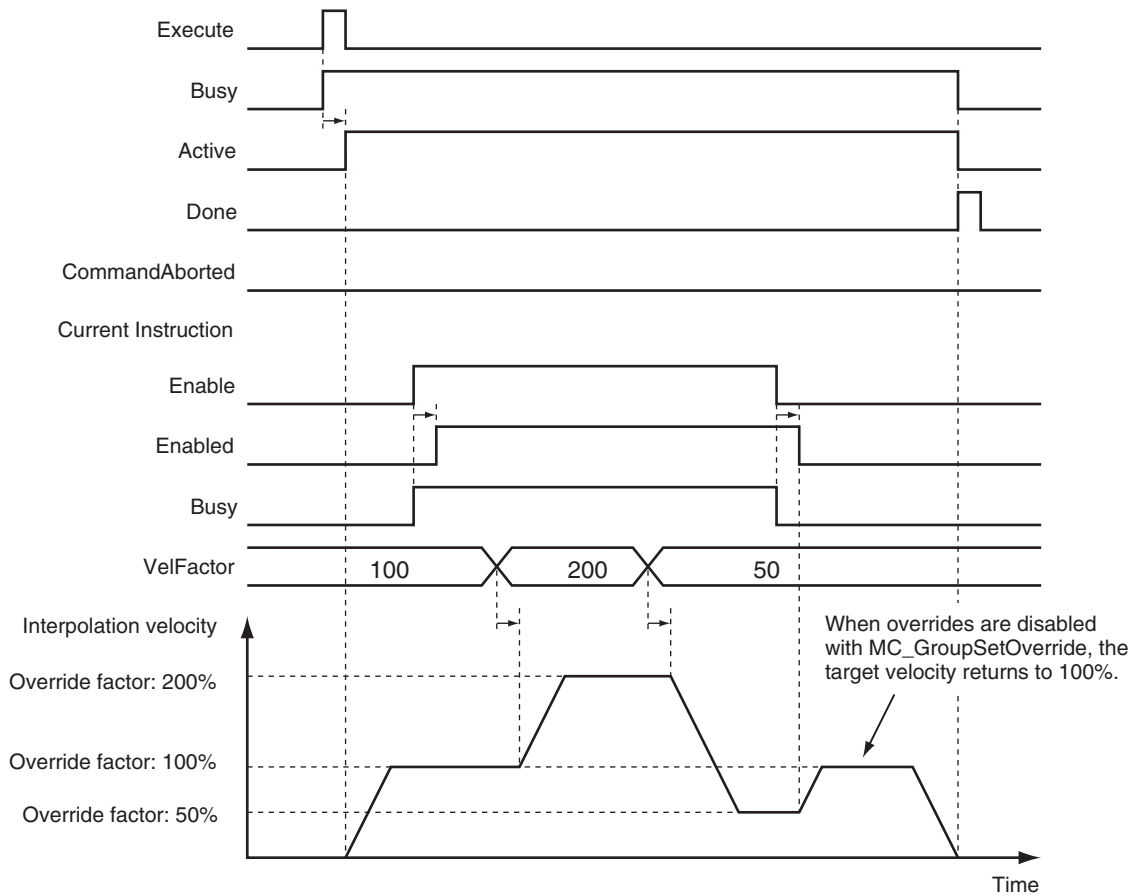 Execute
Busy
Active
Done
CommandAborted
Current Instruction
Enable
Enabled
Busy
VelFactor
100
200
50
Interpolation velocity
When overrides are disabled
with MC_GroupSetOverride, the
target velocity returns to 100%.
Override factor: 200%
Override factor: 100%
Override factor: 50%
Time